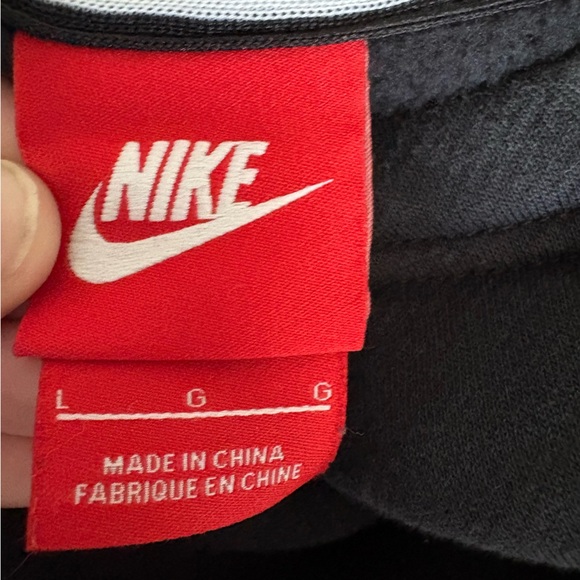 NIKE
L G G
MADE IN CHINA
FABRIQUE EN CHINE